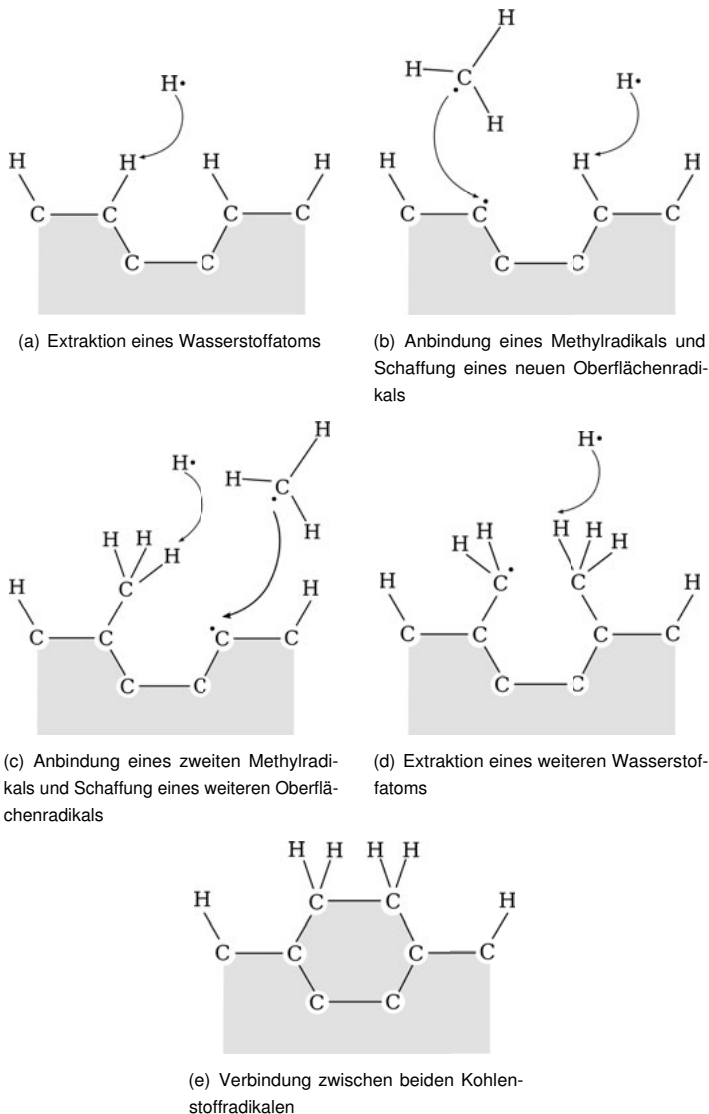 H•
H H H H
C C C C
C C
(a) Extraktion eines Wasserstoffatoms
H
H C H•
H
H H H
C C C C
C C
(b) Anbindung eines Methylradikals und
Schaffung eines neuen Oberflächenradi-
kals
H
H•
H C
H
H H H
C
H H
C C C C
C C
(c) Anbindung eines zweiten Methylradi-
kals und Schaffung eines weiteren Oberflä-
chenradikals
H•
H H H
H H
H C C H
C C C C
C C
(d) Extraktion eines weiteren Wasserstof-
fatoms
H H H H
H C C H
C C C C
C C
(e) Verbindung zwischen beiden Kohlen-
stoffradikalen